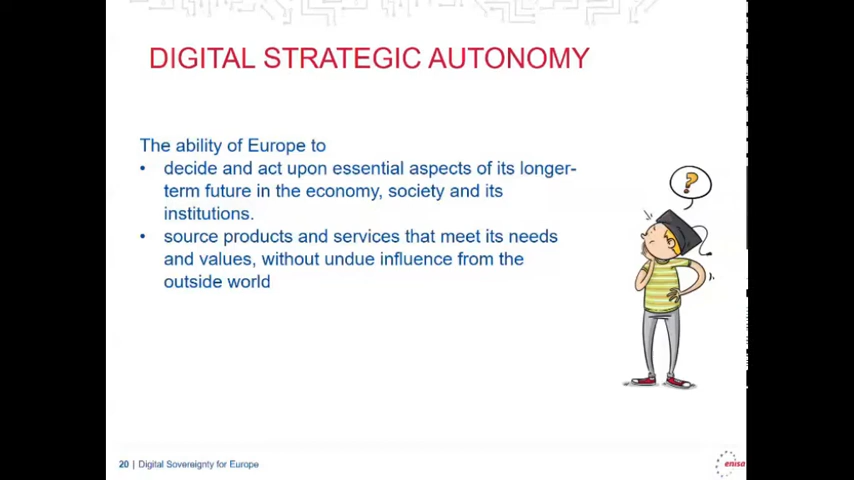 DIGITAL STRATEGIC AUTONOMY
The ability of Europe to
• decide and act upon essential aspects of its longer-
term future in the economy, society and its
institutions.
• source products and services that meet its needs
and values, without undue influence from the
outside world
?
20 | Digital Sovereignty for Europe
enisa